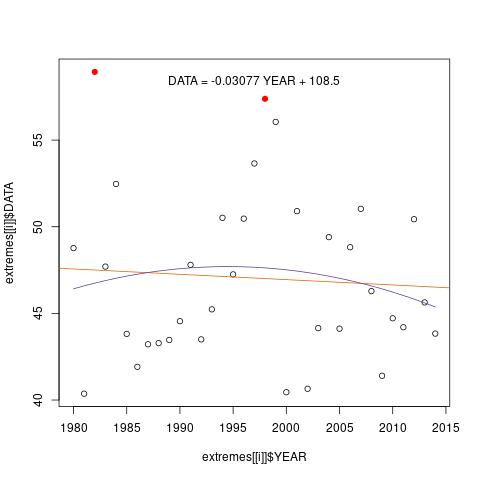 DATA = -0.03077 YEAR + 108.5
extremes[[i]]$DATA
55
50
45
40
1980 1985 1990 1995 2000 2005 2010 2015
extremes[[i]]$YEAR